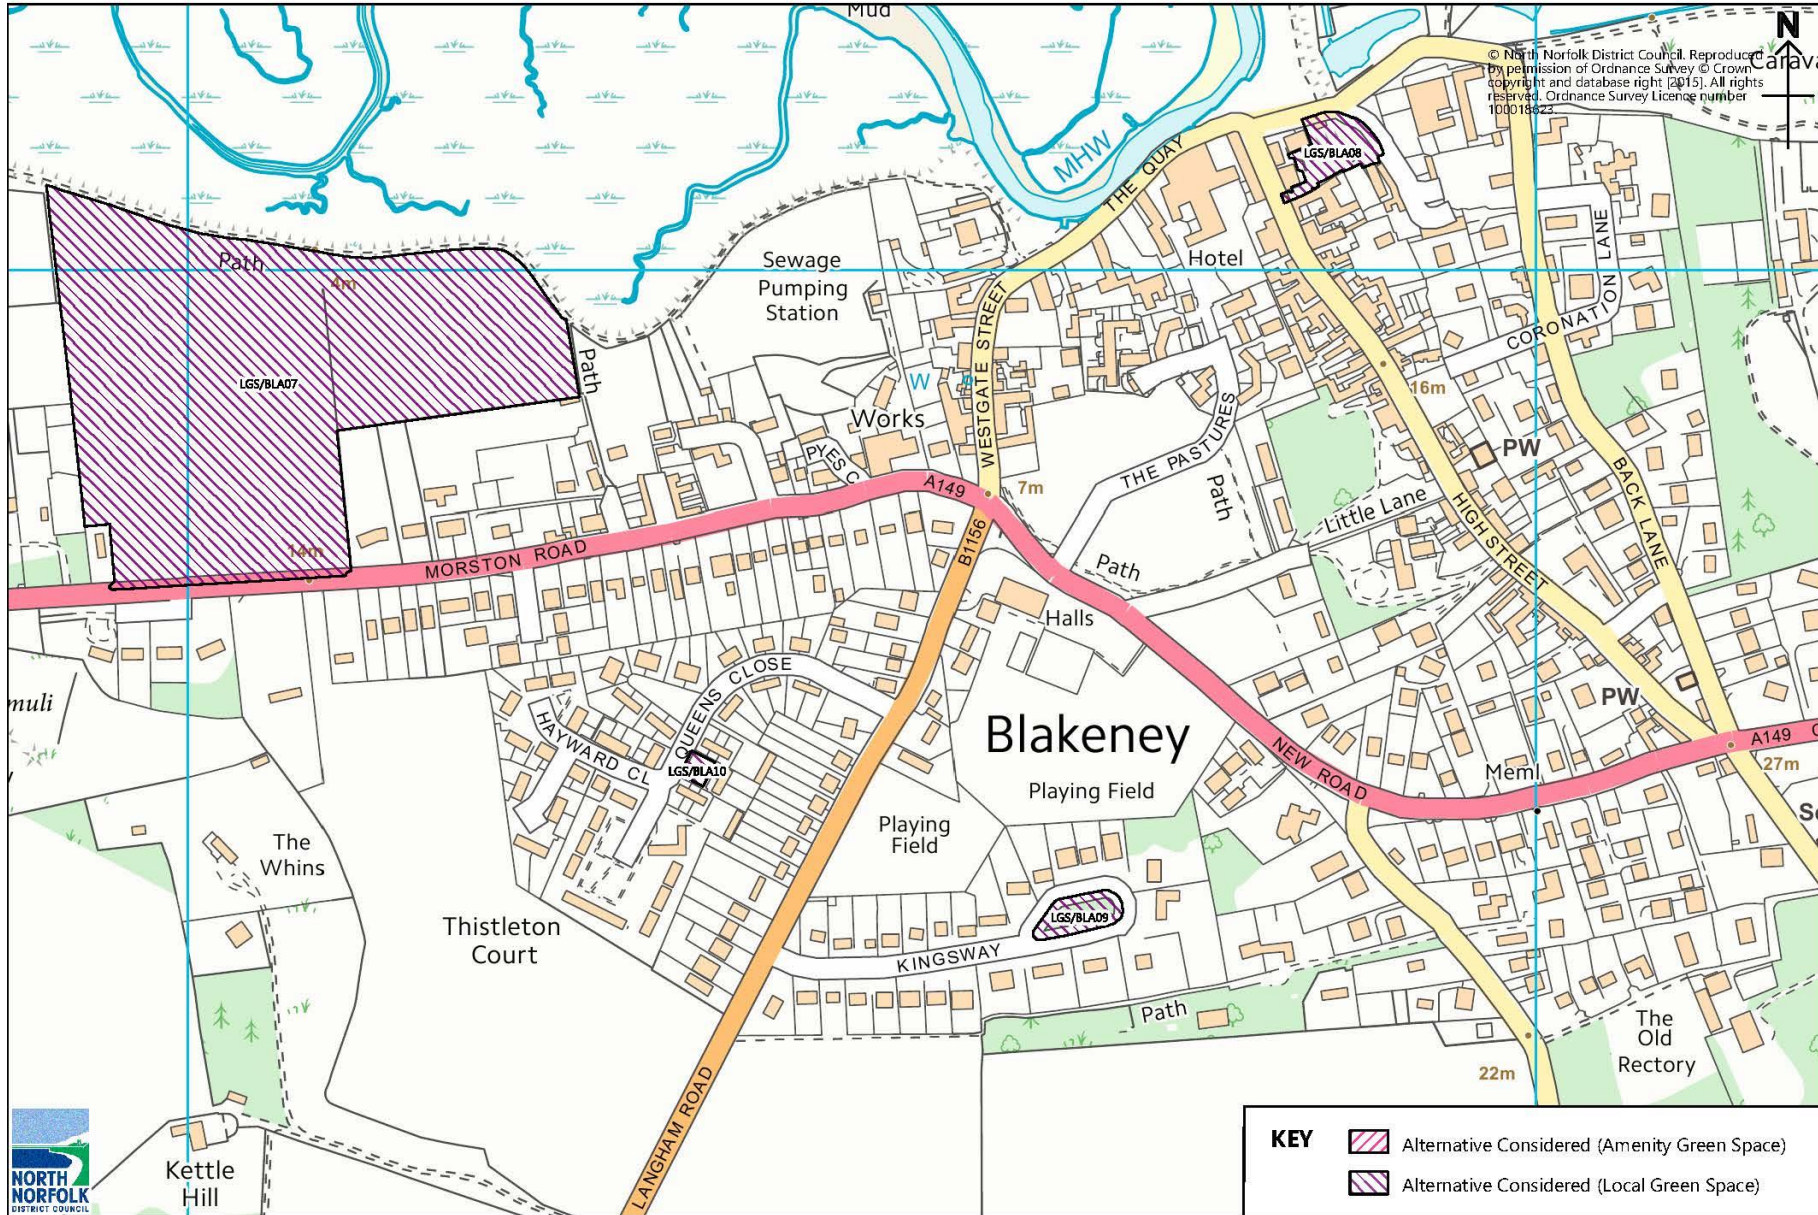 Mud
N
© North Norfolk District Council. Reproduced
by permission of Ordnance Survey © Crown
copyright and database right [2015]. All rights
reserved. Ordnance Survey Licence number
100018623.
Carava
MHW
THE QUAY
LGS/BLA08
Path
4m
Sewage
Pumping
Station
Hotel
CORONATION LANE
WESTGATE STREET
LGS/BLA07
Path
W
Works
16m
THE PASTURES
PW
PYES C
A149
7m
Path
Little Lane
HIGH STREET
BACK LANE
14m
MORSTON ROAD
B1156
Path
Halls
muli
QUEENS CLOSE
HAYWARD CL
LGS/BLA10
Blakeney
Playing Field
NEW ROAD
PW
Meml
A149
27m
The
Whins
Playing
Field
Thistleton
Court
LGS/BLA09
KINGSWAY
Path
The
Old
Rectory
22m
LANGHAM ROAD
Kettle
Hill
NORTH
NORFOLK
DISTRICT COUNCIL
KEY
Alternative Considered (Amenity Green Space)
Alternative Considered (Local Green Space)